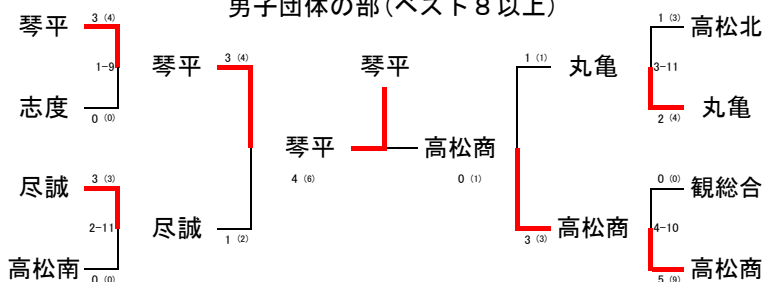 男子団体の部(ベスト８以上)
琴平 3 (4)
1-9
志度 0 (0)
尽誠 3 (3)
2-11
高松南 0 (0)
琴平 3 (4)
尽誠 1 (2)
琴平
琴平 高松商
4 (6) 0 (1)
1 (1) 丸亀
3 (3) 高松商
1 (3) 高松北
3-11
2 (4) 丸亀
0 (0) 観総合
4-10
5 (9) 高松商